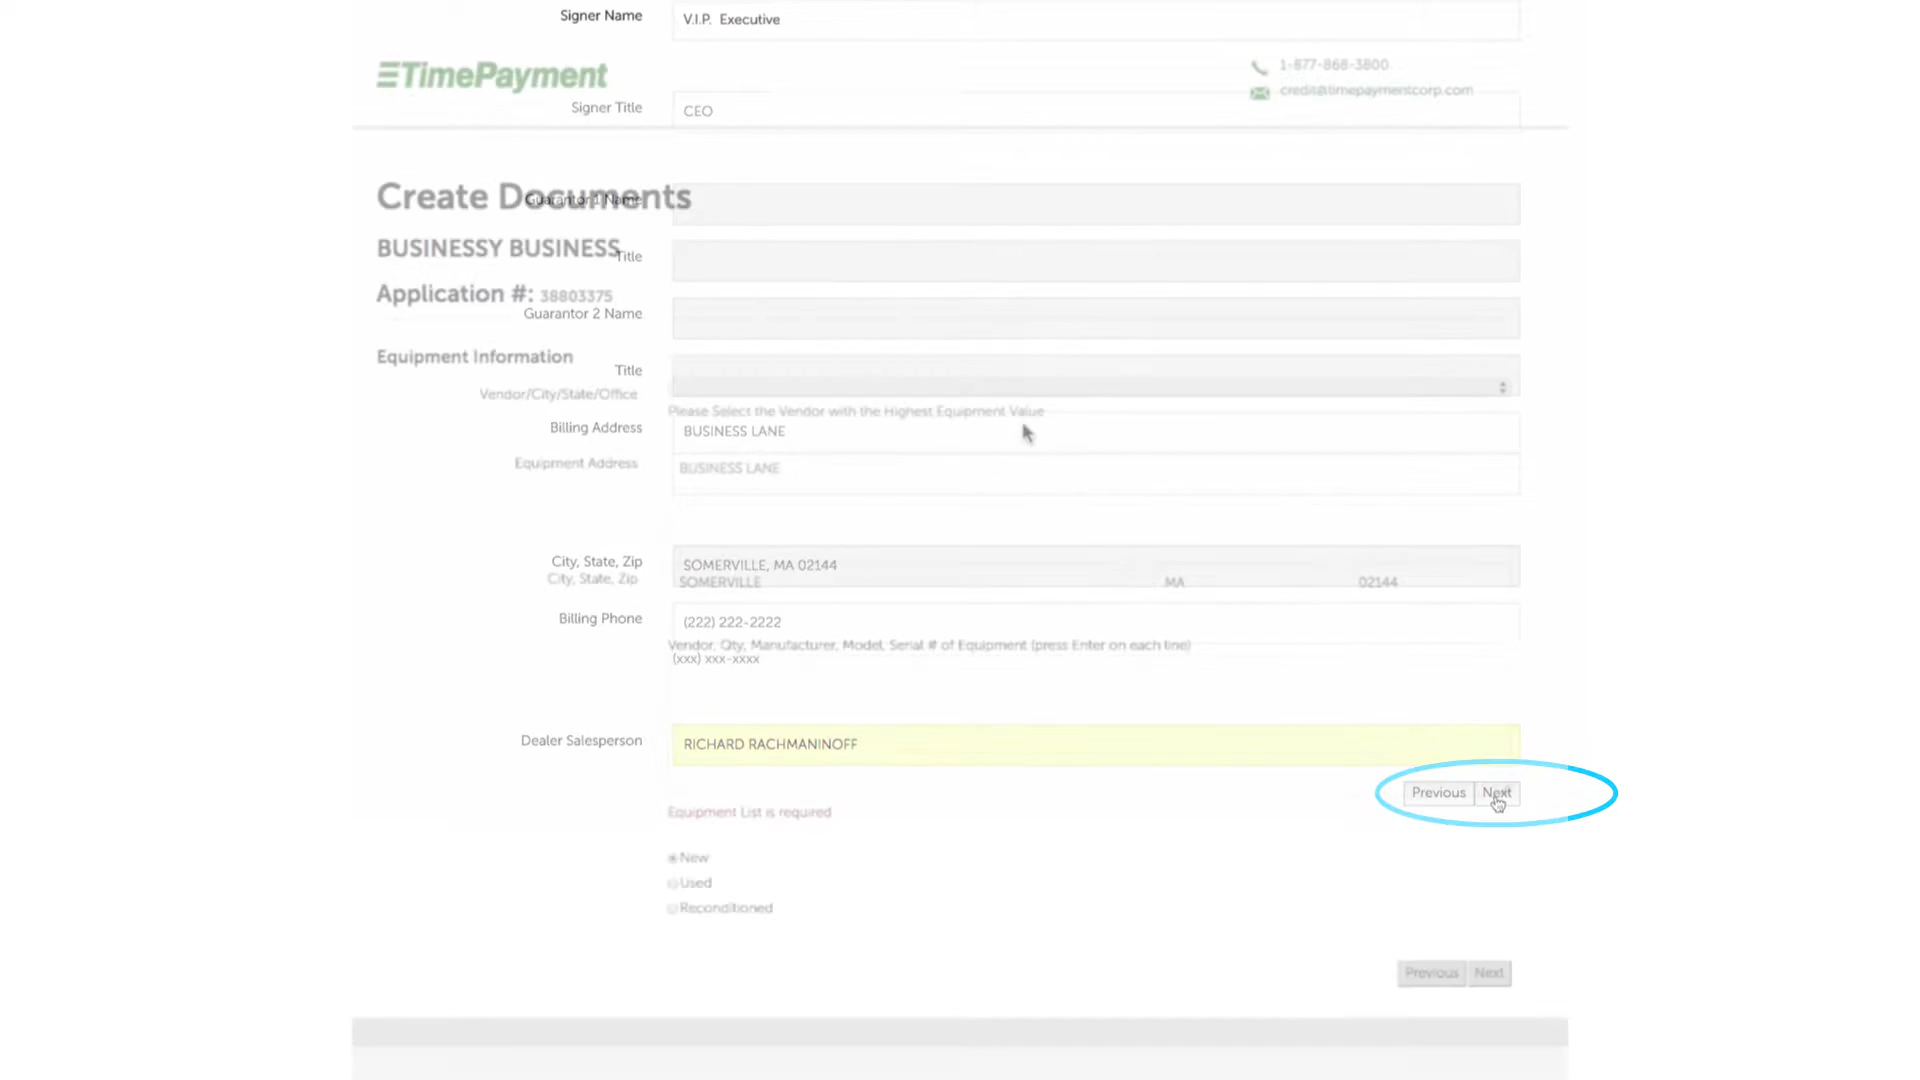 Signer Name
V.I.P. Executive
TimePayment
1-877-868-3800
credit@timepaymentcorp.com
Signer Title
CEO
Create Documents
Guarantor 1 Name
BUSINESSY BUSINESS
Title
Application #: 38803375
Guarantor 2 Name
Equipment Information
Title
Vendor/City/State/Office
Please Select the Vendor with the Highest Equipment Value
Billing Address
BUSINESS LANE
Equipment Address
BUSINESS LANE
City, State, Zip
SOMERVILLE, MA 02144
City, State, Zip
SOMERVILLE
MA
02144
Billing Phone
(222) 222-2222
Vendor, Qty, Manufacturer, Model, Serial # of Equipment (press Enter on each line)
(xxx) xxx-xxxx
Dealer Salesperson
RICHARD RACHMANINOFF
Previous
Next
Equipment List is required
New
Used
Reconditioned
Previous
Next